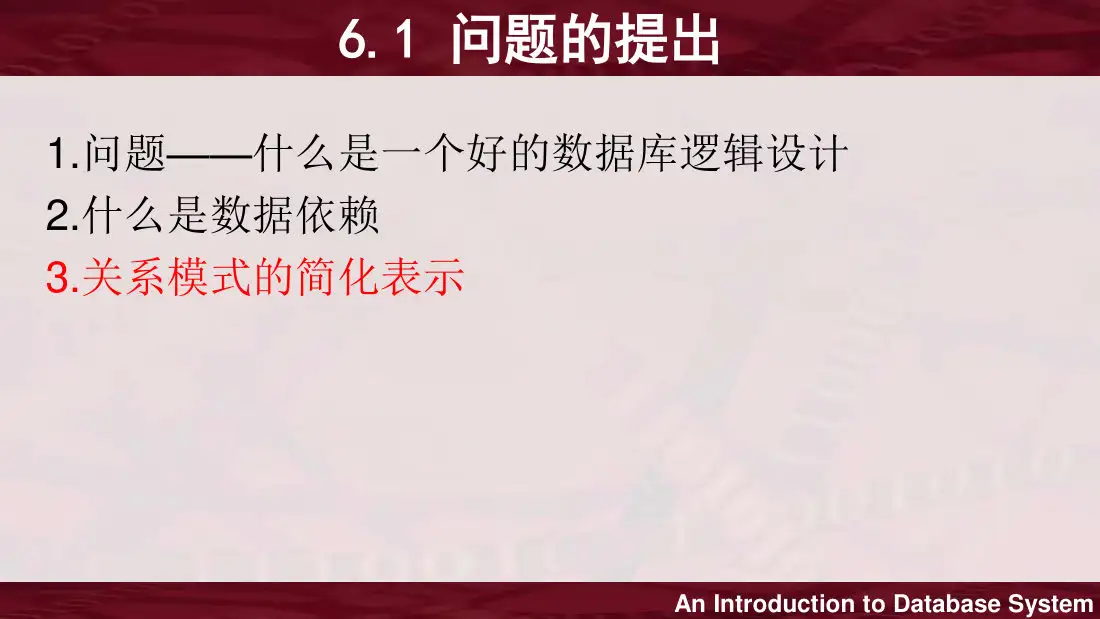 6.1 问题的提出
1.问题——什么是一个好的数据库逻辑设计
2.什么是数据依赖
3.关系模式的简化表示
An Introduction to Database System